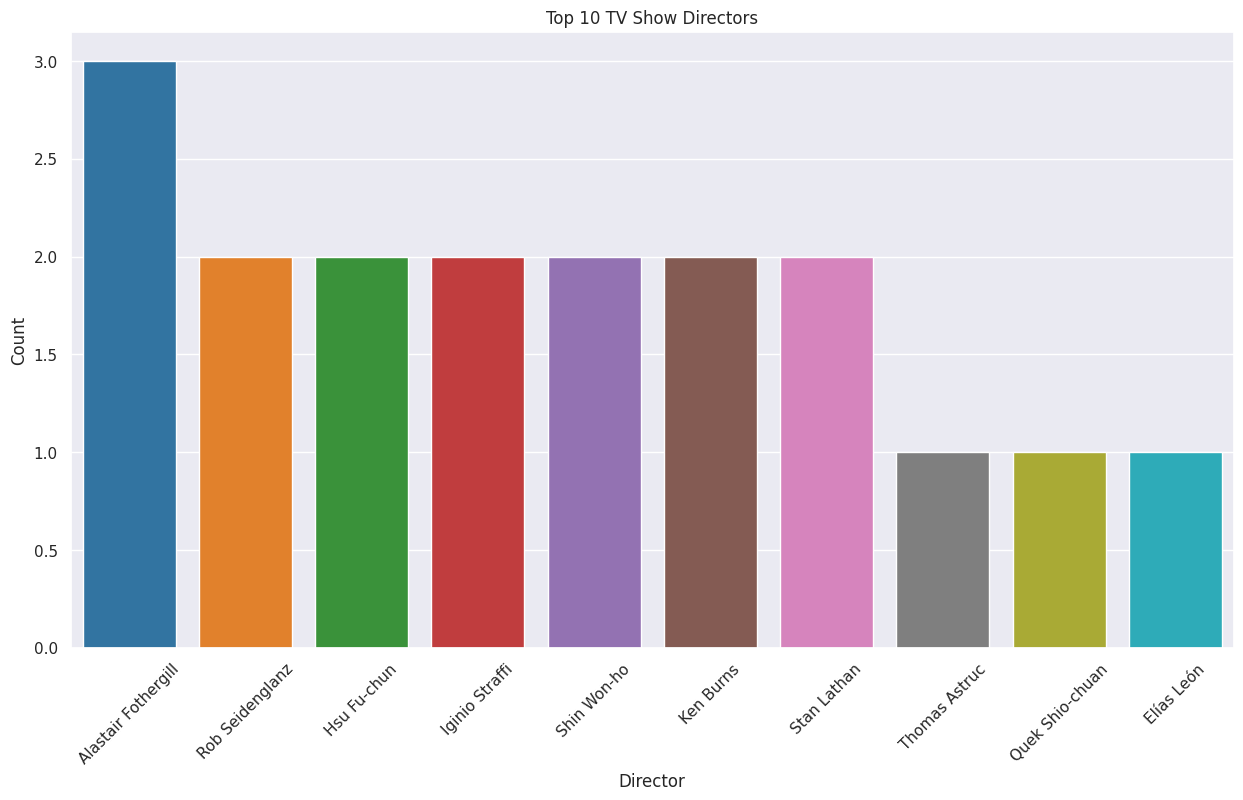 Top 10 TV Show Directors
3.0
2.5
2.0
1.5
1.0
0.5
0.0
Count
Alastair Fothergill
Rob Seidenglanz
Hsu Fu-chun
Iginio Straffi
Shin Won-ho
Ken Burns
Stan Lathan
Thomas Astruc
Quek Shio-chuan
Elías León
Director